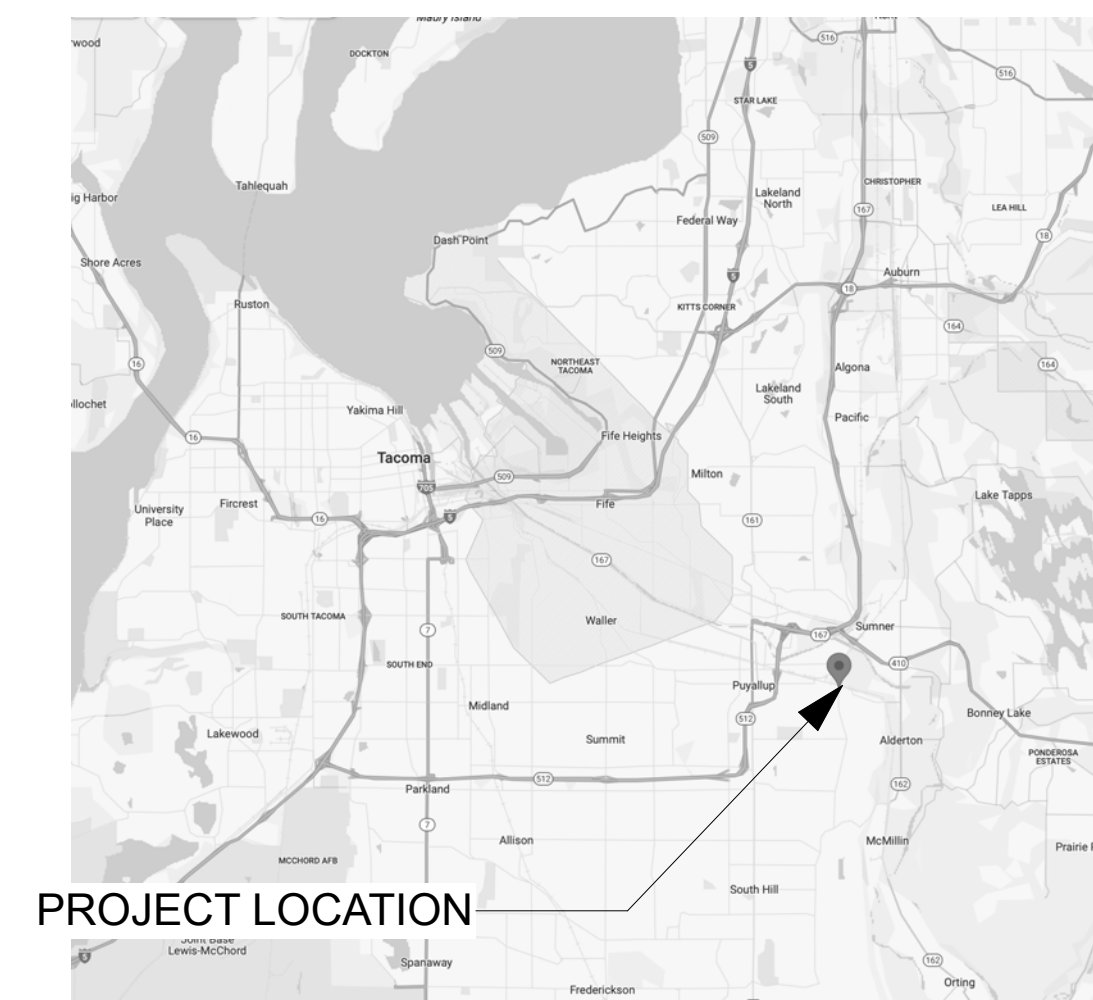 Maury Island
516
DOCKTON
5
516
STAR LAKE
509
Tahlequah
CHRISTOPHER
Lakeland
North
167
LEA HILL
Federal Way
18
Dash Point
Shore Acres
5
Auburn
18
Ruston
KITTS CORNER
164
509
16
NORTHEAST
TACOMA
164
Algona
Lakeland
South
Yakima Hill
Pacific
16
Fife Heights
Tacoma
509
Milton
705
Lake Tapps
Fircrest
Fife
University
Place
16
5
161
167
SOUTH TACOMA
Waller
Sumner
7
167
SOUTH END
410
Puyallup
Midland
512
Bonney Lake
Lakewood
Summit
Alderton
PONDEROSA
ESTATES
512
162
Parkland
7
Allison
McMillin
Prairie
MCCHORD AFB
South Hill
PROJECT LOCATION
Joint Base
Lewis-McChord
5
Spanaway
162
Orting
Frederickson